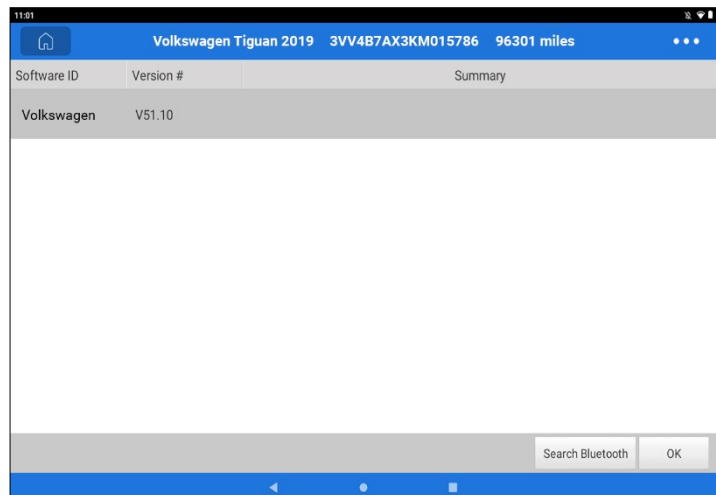 11:01
Volkswagen Tiguan 2019 3VV4B7AX3KM015786 96301 miles
Software ID Version # Summary
Volkswagen V51.10
Search Bluetooth OK